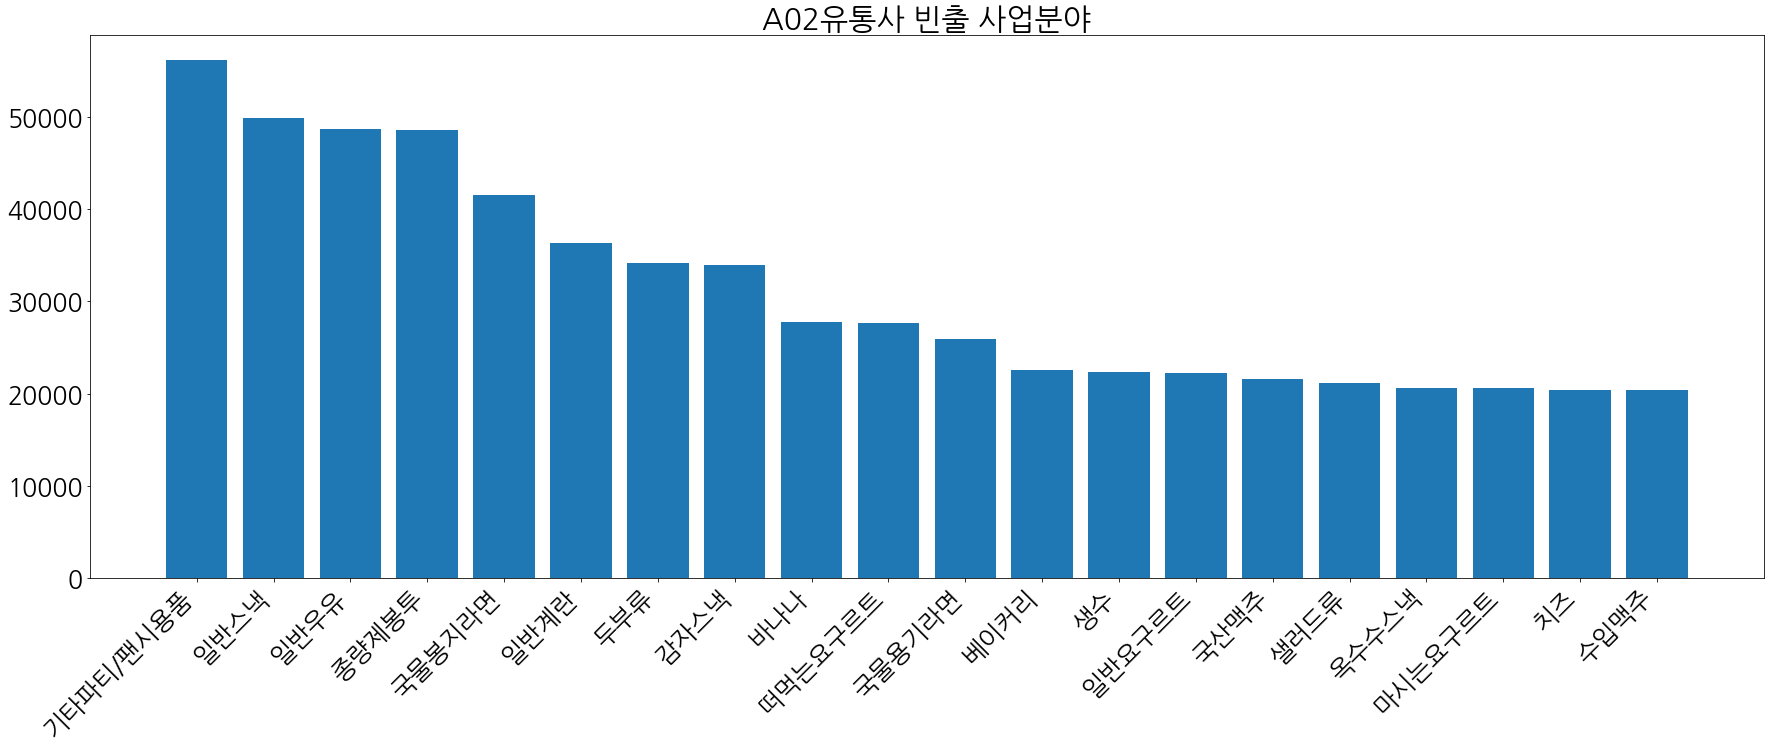 A02유통사 빈출 사업분야
50000
40000
30000
20000
10000
0
기타파티/팬시용품
일반스낵
일반우유
종량제봉투
국물봉지라면
일반계란
두부류
감자스낵
바나나
떠먹는요구르트
국물용기라면
베이커리
생수
일반요구르트
국산맥주
샐러드류
옥수수스낵
마시는요구르트
치즈
수입맥주